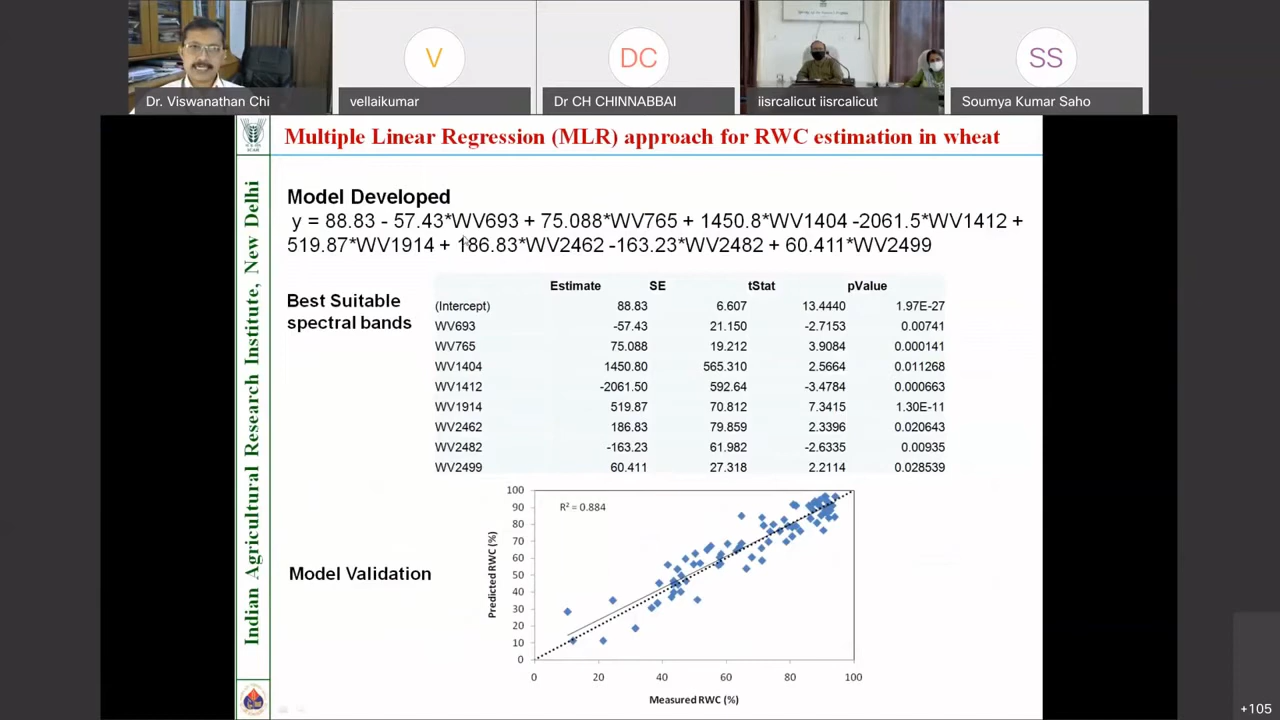 V
DC
SS
Dr. Viswanathan Chi
vellaikumar
Dr CH CHINNABBAI
iisrcalicut iisrcalicut
Soumya Kumar Saho
Multiple Linear Regression (MLR) approach for RWC estimation in wheat
Indian Agricultural Research Institute, New Delhi
Model Developed
y = 88.83 - 57.43*WV693 + 75.088*WV765 + 1450.8*WV1404 -2061.5*WV1412 +
519.87*WV1914 + 186.83*WV2462 -163.23*WV2482 + 60.411*WV2499
Best Suitable
spectral bands
Estimate SE tStat pValue
(Intercept) 88.83 6.607 13.4440 1.97E-27
WV693 -57.43 21.150 -2.7153 0.00741
WV765 75.088 19.212 3.9084 0.000141
WV1404 1450.80 565.310 2.5664 0.011268
WV1412 -2061.50 592.64 -3.4784 0.000663
WV1914 519.87 70.812 7.3415 1.30E-11
WV2462 186.83 79.859 2.3396 0.020643
WV2482 -163.23 61.982 -2.6335 0.00935
WV2499 60.411 27.318 2.2114 0.028539
Model Validation
R² = 0.884
Predicted RWC (%)
100
90
80
70
60
50
40
30
20
10
0
0 20 40 60 80 100
Measured RWC (%)
+105